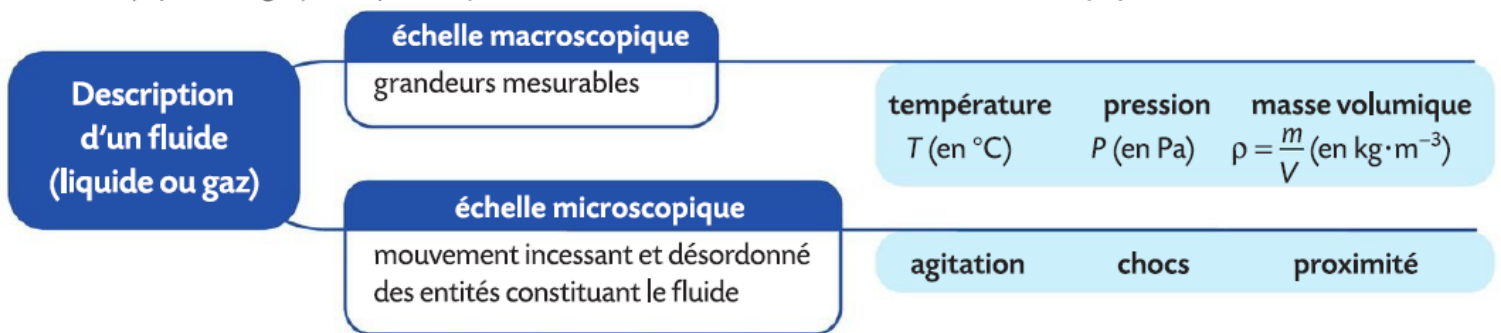 Description
d'un fluide
(liquide ou gaz)
échelle macroscopique
grandeurs mesurables
température pression masse volumique
T (en °C) P (en Pa) ρ = m/V (en kg·m⁻³)
échelle microscopique
mouvement incessant et désordonné
des entités constituant le fluide
agitation chocs proximité